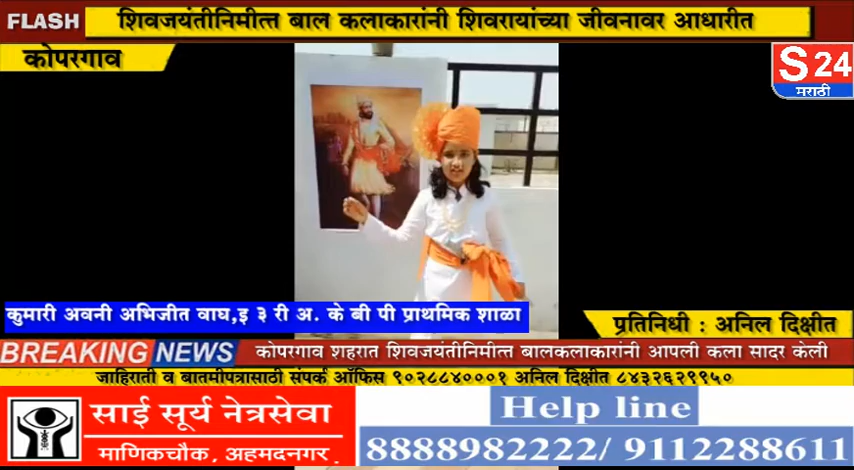 FLASH
शिवजयंतीनिमीत्त बाल कलाकारांनी शिवरायांच्या जीवनावर आधारीत
कोपरगाव
S 24
मराठी
कुमारी अवनी अभिजीत वाघ,इ ३ री अ. के बी पी प्राथमिक शाळा
प्रतिनिधी : अनिल दिक्षीत
BREAKING NEWS
कोपरगाव शहरात शिवजयंतीनिमीत्त बालकलाकारांनी आपली कला सादर केली
जाहिराती व बातमीपत्रासाठी संपर्क ऑफिस ९०२८८४०००१ अनिल दिक्षीत ८४३२६२९९५०
साई सूर्य नेत्रसेवा
माणिकचौक, अहमदनगर.
Help line
8888982222/ 9112288611